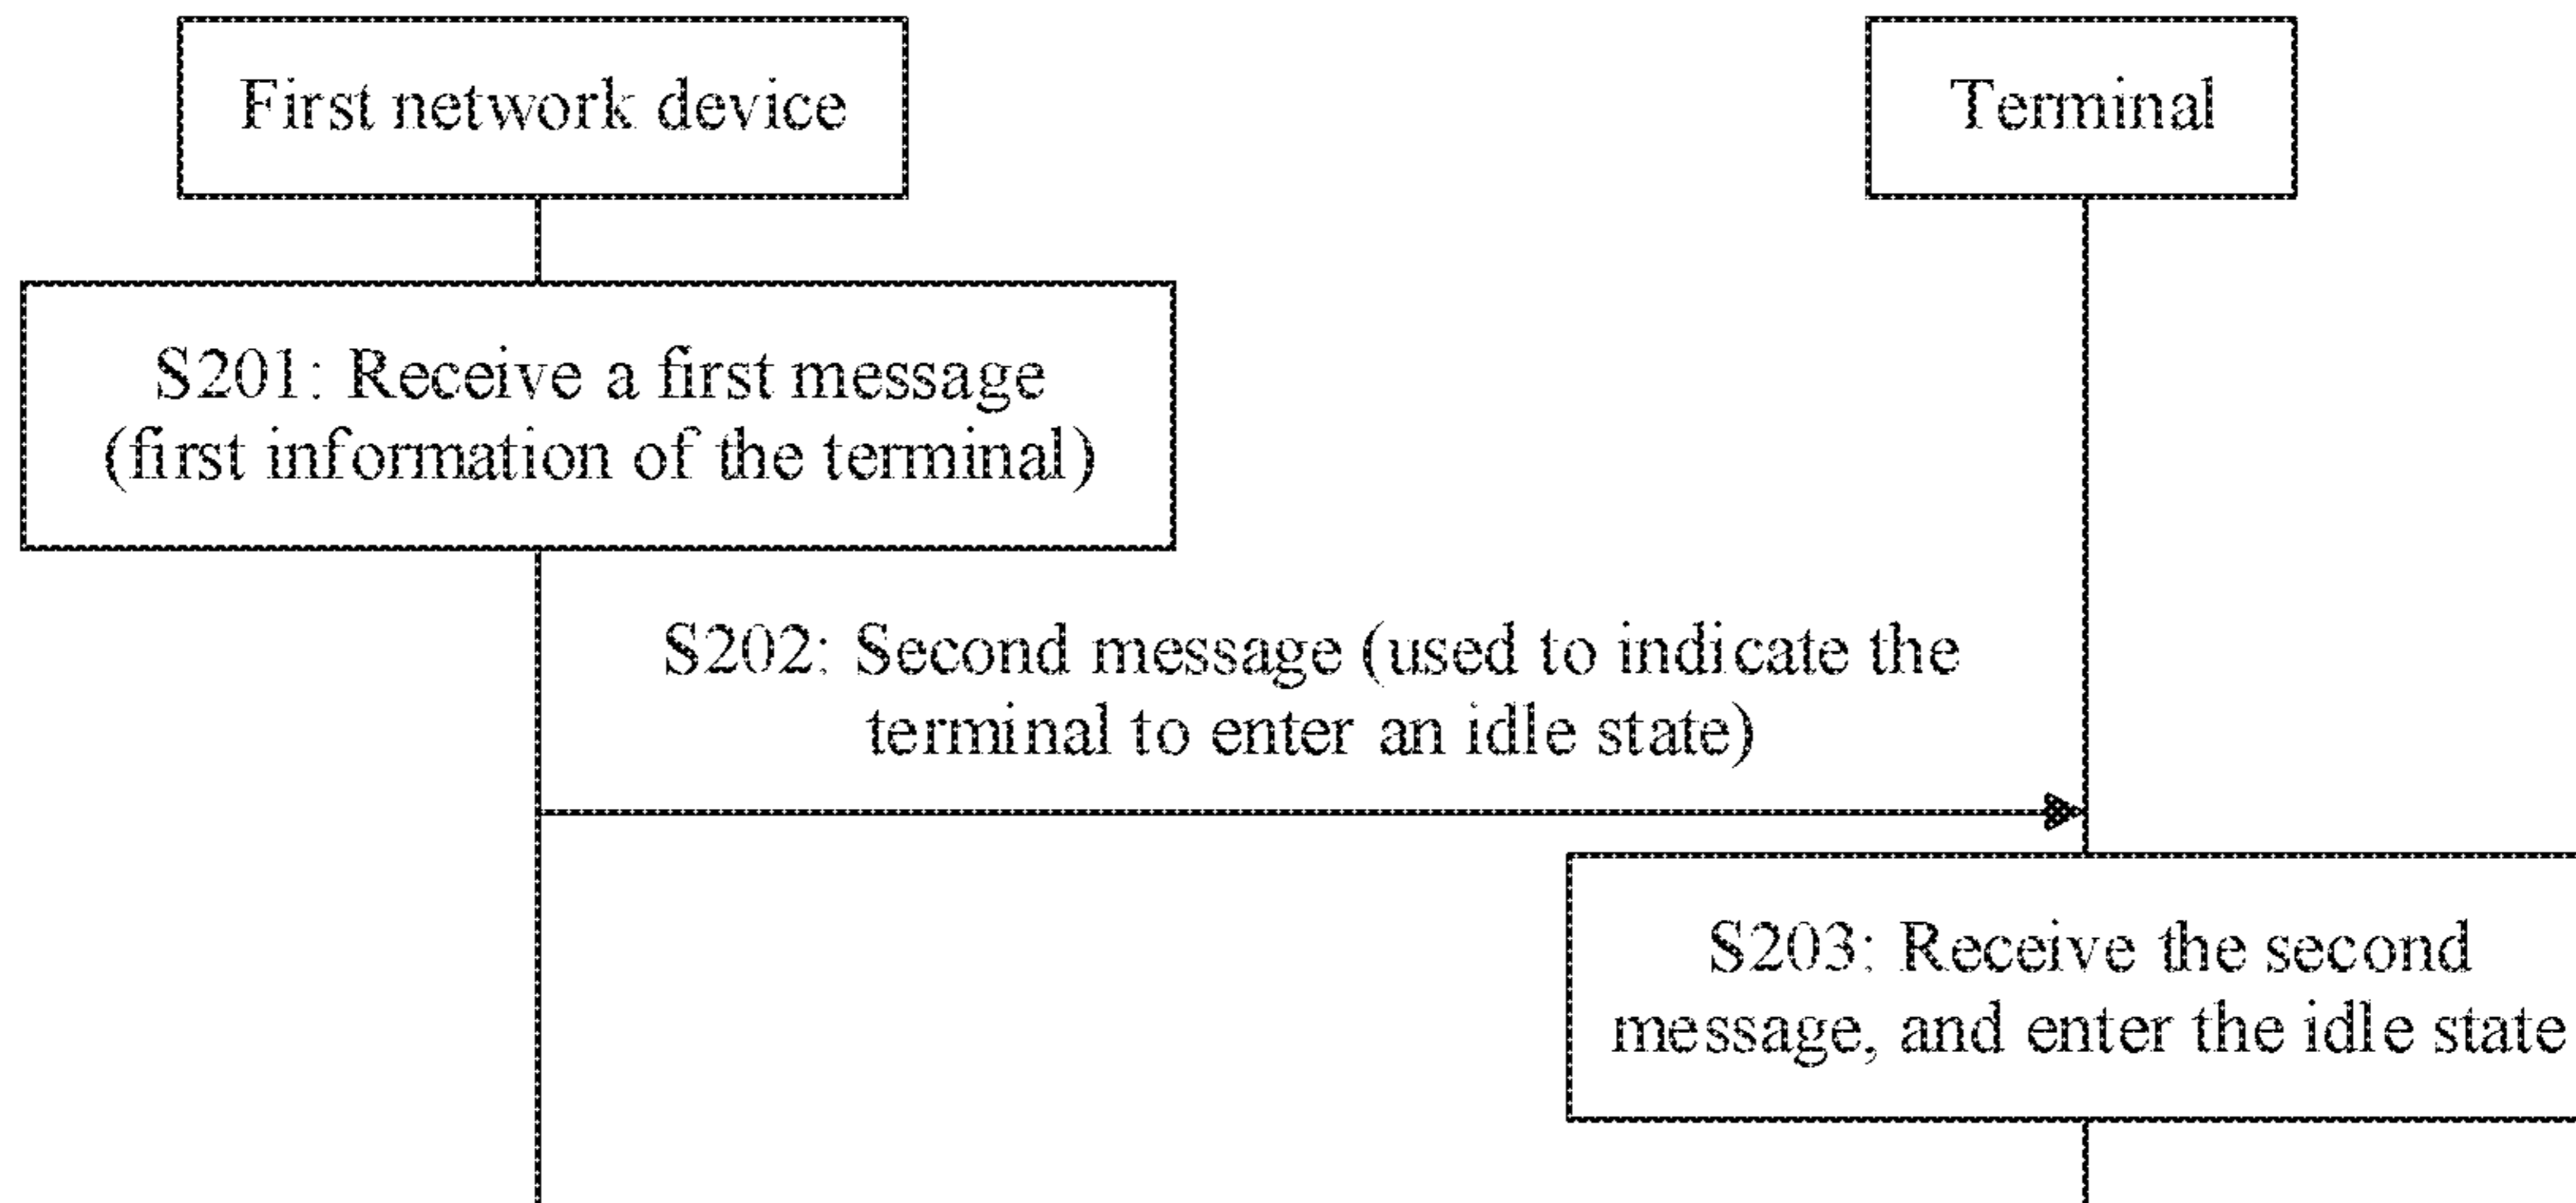 First network device
Terminal
S201: Receive a first message
(first information of the terminal)
S202: Second message (used to indicate the
terminal to enter an idle state)
S203: Receive the second
message, and enter the idle state